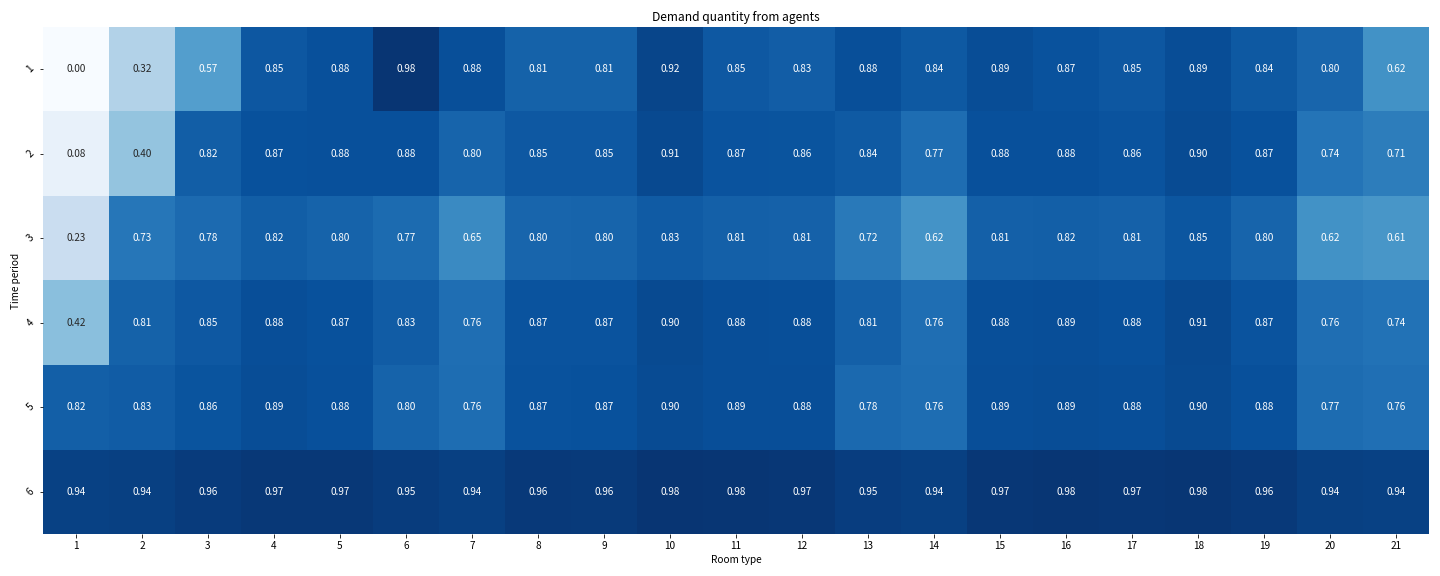 Demand quantity from agents
Time period
1 0.00 0.32 0.57 0.85 0.88 0.98 0.88 0.81 0.81 0.92 0.85 0.83 0.88 0.84 0.89 0.87 0.85 0.89 0.84 0.80 0.62
2 0.08 0.40 0.82 0.87 0.88 0.88 0.80 0.85 0.85 0.91 0.87 0.86 0.84 0.77 0.88 0.88 0.86 0.90 0.87 0.74 0.71
3 0.23 0.73 0.78 0.82 0.80 0.77 0.65 0.80 0.80 0.83 0.81 0.81 0.72 0.62 0.81 0.82 0.81 0.85 0.80 0.62 0.61
4 0.42 0.81 0.85 0.88 0.87 0.83 0.76 0.87 0.87 0.90 0.88 0.88 0.81 0.76 0.88 0.89 0.88 0.91 0.87 0.76 0.74
5 0.82 0.83 0.86 0.89 0.88 0.80 0.76 0.87 0.87 0.90 0.89 0.88 0.78 0.76 0.89 0.89 0.88 0.90 0.88 0.77 0.76
6 0.94 0.94 0.96 0.97 0.97 0.95 0.94 0.96 0.96 0.98 0.98 0.97 0.95 0.94 0.97 0.98 0.97 0.98 0.96 0.94 0.94
1 2 3 4 5 6 7 8 9 10 11 12 13 14 15 16 17 18 19 20 21
Room type